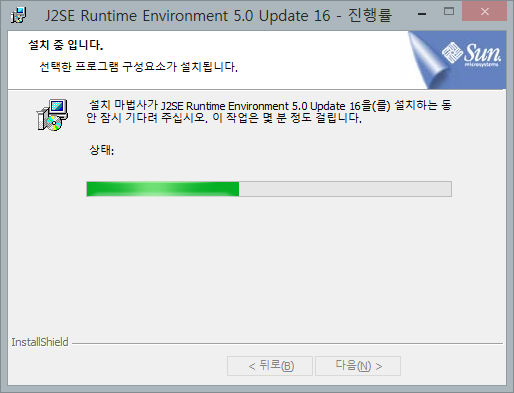 J2SE Runtime Environment 5.0 Update 16 - 진행률
설치 중 입니다.
선택한 프로그램 구성요소가 설치됩니다.
Sun
microsystems
설치 마법사가 J2SE Runtime Environment 5.0 Update 16을(를) 설치하는 동
안 잠시 기다려 주십시오. 이 작업은 몇 분 정도 걸립니다.
상태:
InstallShield
< 뒤로(B)
다음(N) >